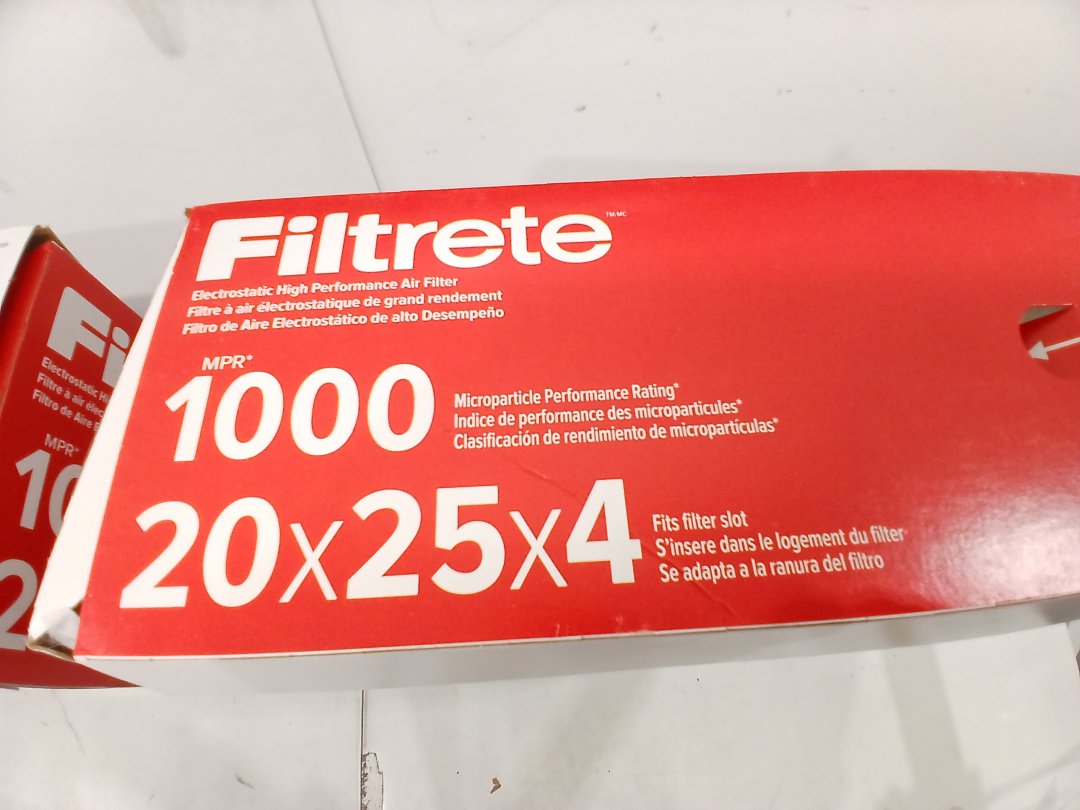 Filtrete TM/MC
Electrostatic High Performance Air Filter
Filtre à air électrostatique de grand rendement
Filtro de Aire Electrostático de alto Desempeño
MPR*
1000
Microparticle Performance Rating*
Indice de performance des microparticules*
Clasificación de rendimiento de micropartículas*
20x25x4
Fits filter slot
S'insere dans le logement du filter
Se adapta a la ranura del filtro
Fi
Electrostatic Hi
Filtre à air élec
Filtro de Aire E
MPR*
10
2